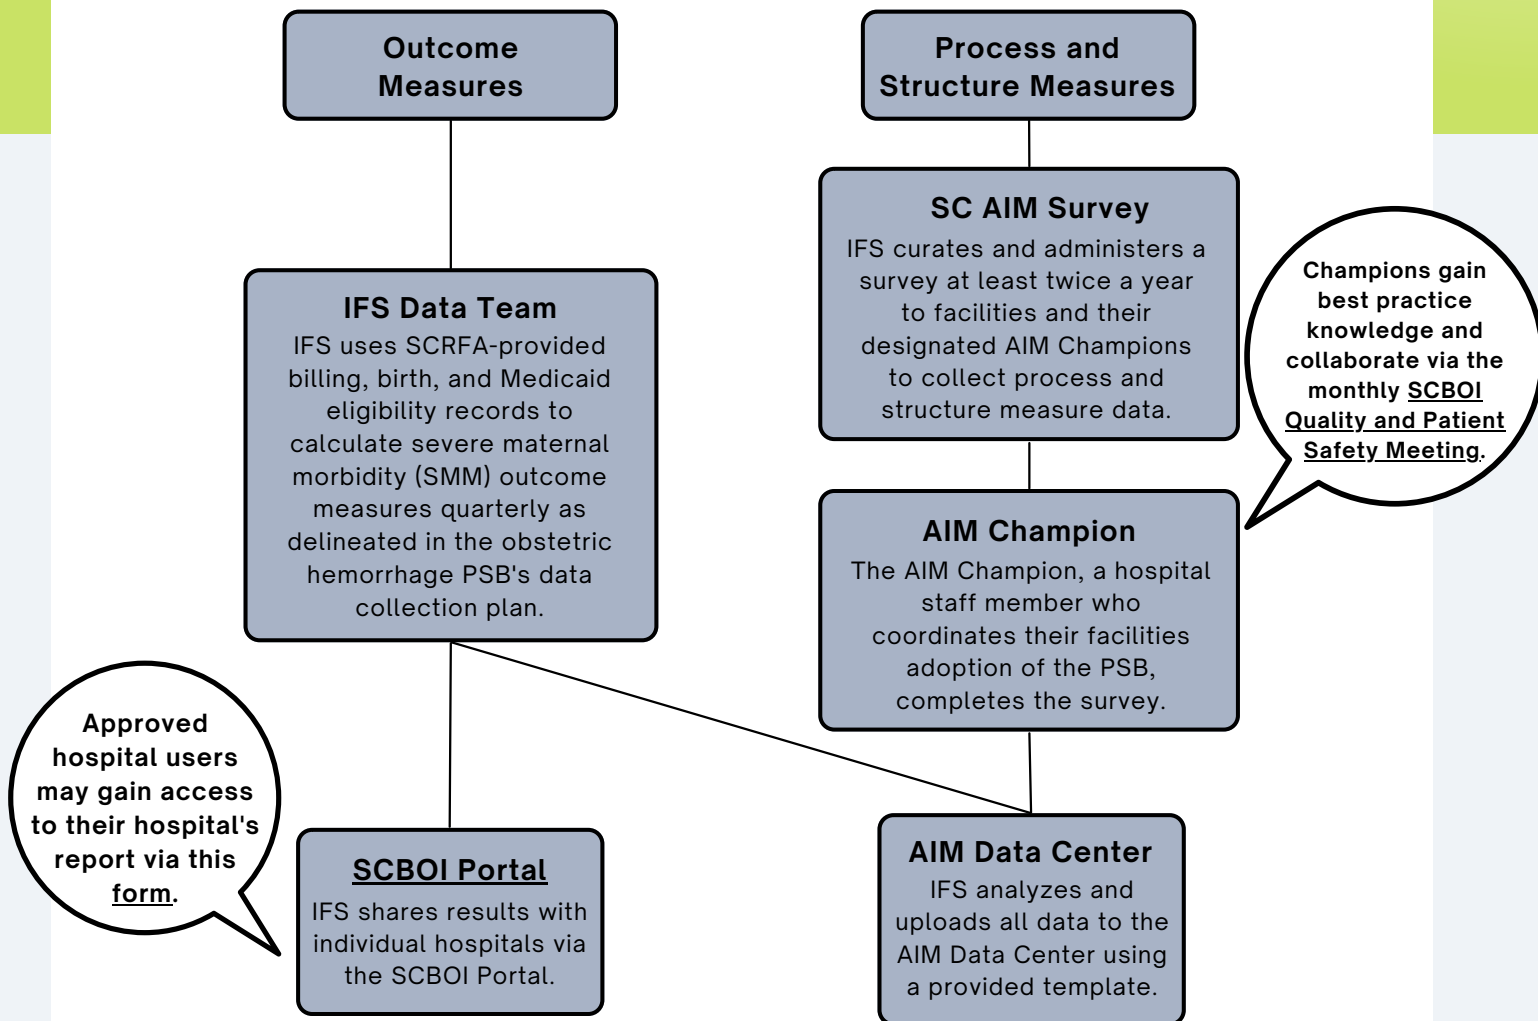 Outcome
Measures
IFS Data Team
IFS uses SCRFA-provided
billing, birth, and Medicaid
eligibility records to
calculate severe maternal
morbidity (SMM) outcome
measures quarterly as
delineated in the obstetric
hemorrhage PSB's data
collection plan.
Approved
hospital users
may gain access
to their hospital's
report via this
form.
SCBOI Portal
IFS shares results with
individual hospitals via
the SCBOI Portal.
Process and
Structure Measures
SC AIM Survey
IFS curates and administers a
survey at least twice a year
to facilities and their
designated AIM Champions
to collect process and
structure measure data.
Champions gain
best practice
knowledge and
collaborate via the
monthly SCBOI
Quality and Patient
Safety Meeting.
AIM Champion
The AIM Champion, a hospital
staff member who
coordinates their facilities
adoption of the PSB,
completes the survey.
AIM Data Center
IFS analyzes and
uploads all data to the
AIM Data Center using
a provided template.